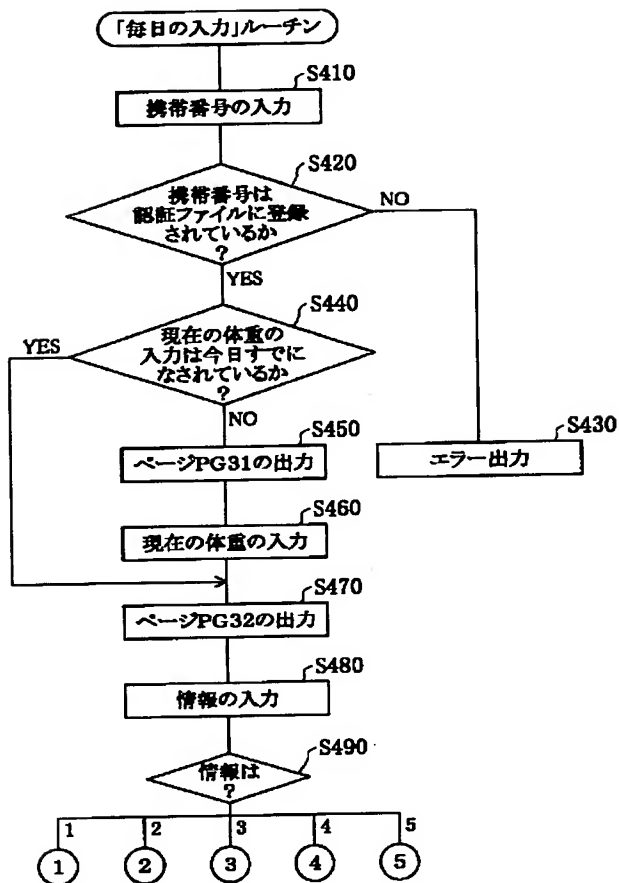 「毎日の入力」ルーチン
S410
携帯番号の入力
S420
携帯番号は
認証ファイルに登録
されているか
?
NO
YES
S440
現在の体重の
入力は今日すでに
なされているか
?
YES
NO
S450
ページPG31の出力
S430
エラー出力
S460
現在の体重の入力
S470
ページPG32の出力
S480
情報の入力
S490
情報は
?
1 2 3 4 5
1 2 3 4 5